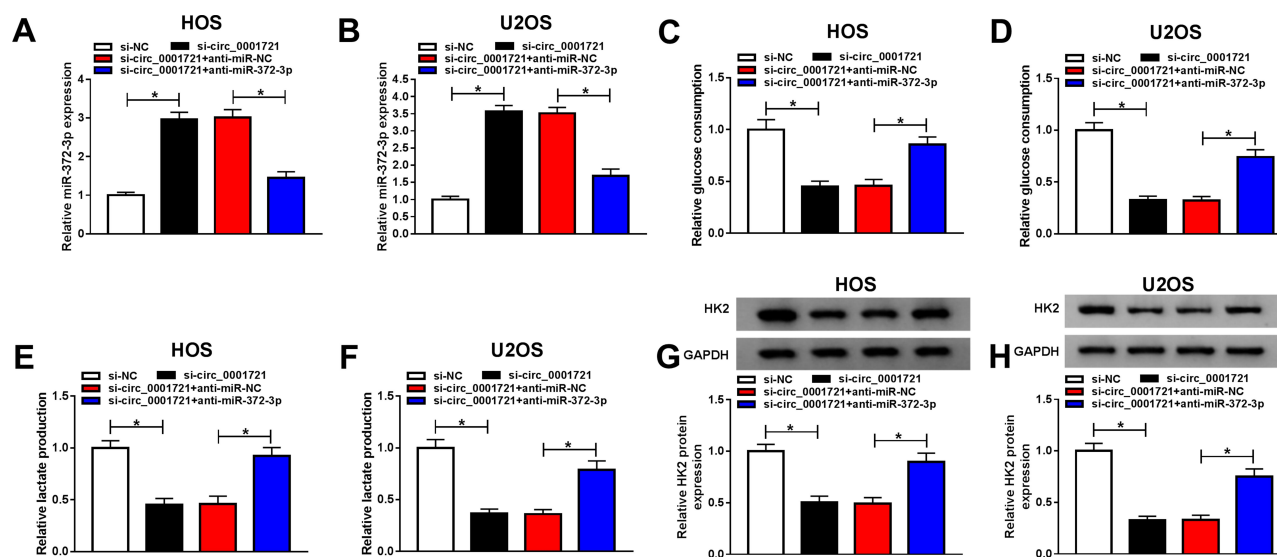 A
HOS
si-NC si-circ_0001721
si-circ_0001721+anti-miR-NC
si-circ_0001721+anti-miR-372-3p
Relative miR-372-3p expression
4
3
2
1
0
* *
B
U2OS
si-NC si-circ_0001721
si-circ_0001721+anti-miR-NC
si-circ_0001721+anti-miR-372-3p
Relative miR-372-3p expression
4.5
4.0
3.5
3.0
2.5
2.0
1.5
1.0
0.5
0.0
* *
C
HOS
si-NC si-circ_0001721
si-circ_0001721+anti-miR-NC
si-circ_0001721+anti-miR-372-3p
Relative glucose consumption
1.5
1.0
0.5
0.0
* *
D
U2OS
si-NC si-circ_0001721
si-circ_0001721+anti-miR-NC
si-circ_0001721+anti-miR-372-3p
Relative glucose consumption
1.5
1.0
0.5
0.0
* *
E
HOS
si-NC si-circ_0001721
si-circ_0001721+anti-miR-NC
si-circ_0001721+anti-miR-372-3p
Relative lactate production
1.5
1.0
0.5
0.0
* *
F
U2OS
si-NC si-circ_0001721
si-circ_0001721+anti-miR-NC
si-circ_0001721+anti-miR-372-3p
Relative lactate production
1.5
1.0
0.5
0.0
* *
G
HOS
HK2
GAPDH
si-NC si-circ_0001721
si-circ_0001721+anti-miR-NC
si-circ_0001721+anti-miR-372-3p
Relative HK2 protein
expression
1.5
1.0
0.5
0.0
* *
H
U2OS
HK2
GAPDH
si-NC si-circ_0001721
si-circ_0001721+anti-miR-NC
si-circ_0001721+anti-miR-372-3p
Relative HK2 protein
expression
1.5
1.0
0.5
0.0
* *